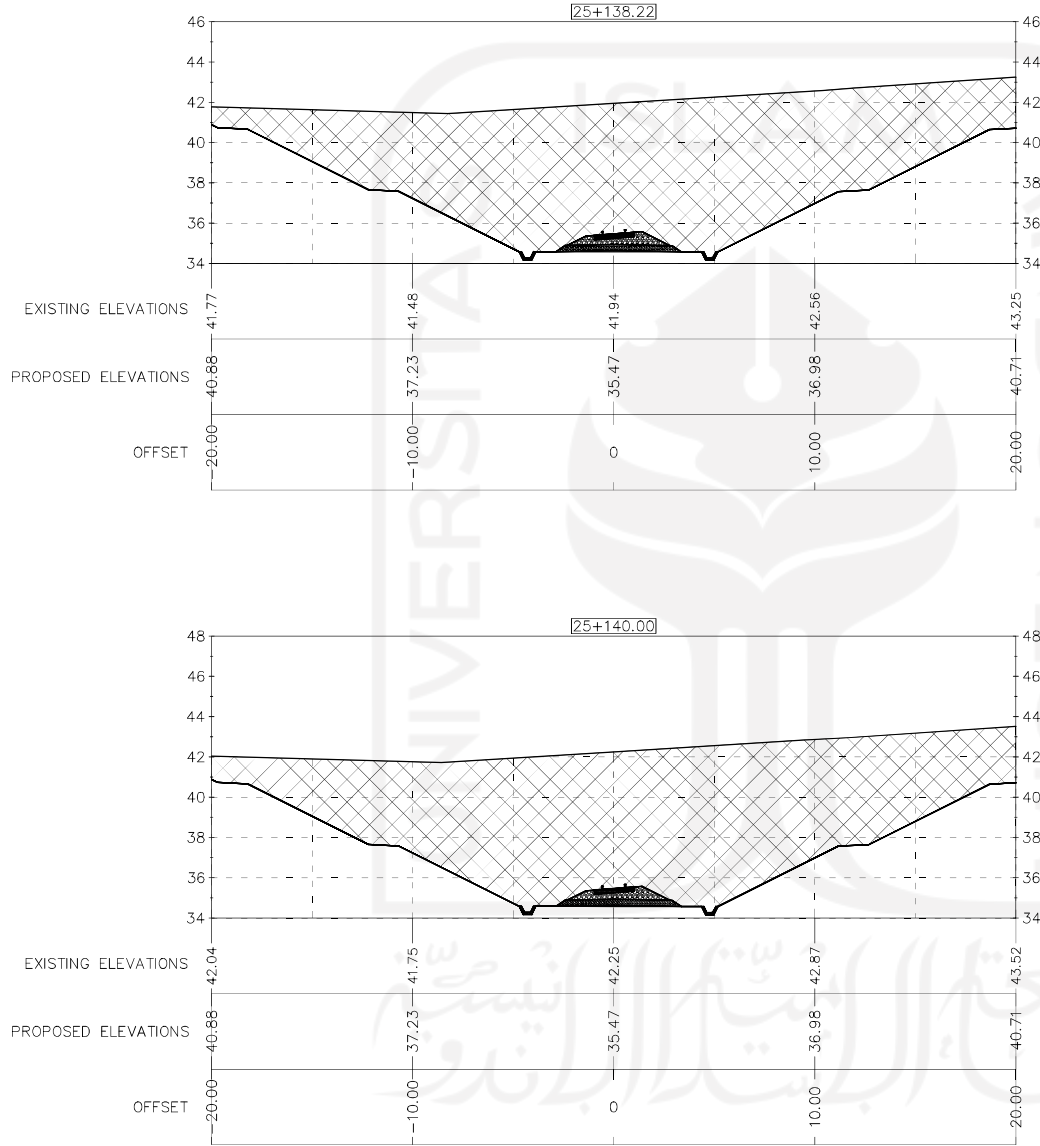 25+138.22
46 46
44 44
42 42
40 40
38 38
36 36
34 34
EXISTING ELEVATIONS 41.77 41.48 41.94 42.56 43.25
PROPOSED ELEVATIONS 40.88 37.23 35.47 36.98 40.71
OFFSET -20.00 -10.00 0 10.00 20.00
25+140.00
48 48
46 46
44 44
42 42
40 40
38 38
36 36
34 34
EXISTING ELEVATIONS 42.04 41.75 42.25 42.87 43.52
PROPOSED ELEVATIONS 40.88 37.23 35.47 36.98 40.71
OFFSET -20.00 -10.00 0 10.00 20.00
UNIVERSITAS
ISLAM